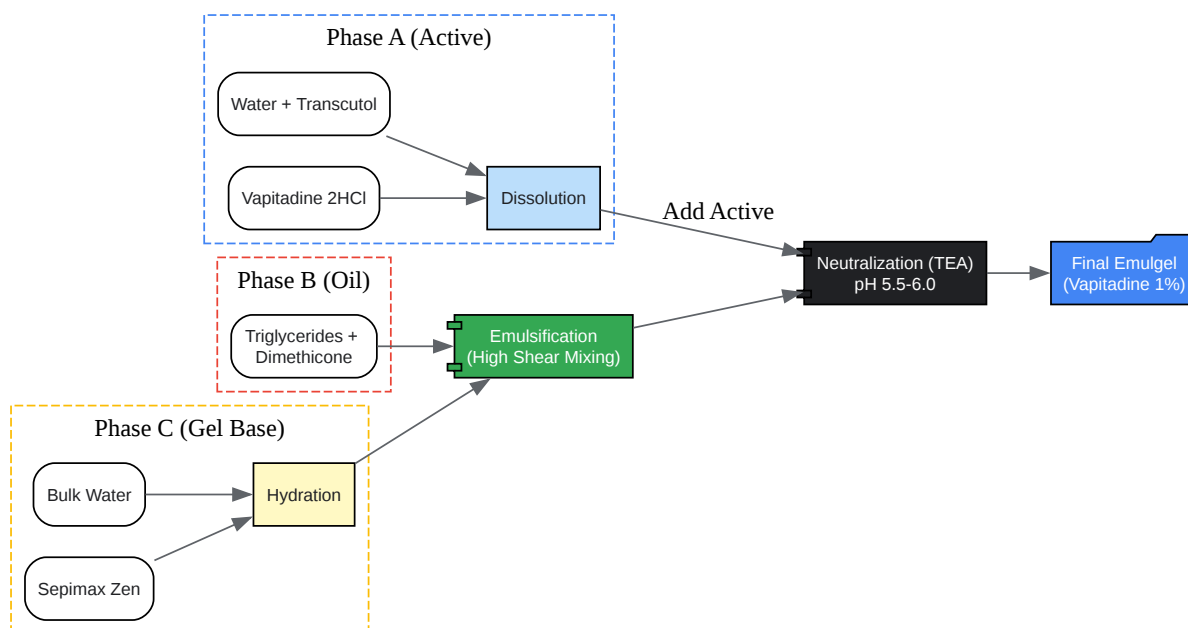 Phase A (Active)
Water + Transcutol
Vapitadine 2HCl
Dissolution
Add Active
Neutralization (TEA)
pH 5.5-6.0
Final Emulgel
(Vapitadine 1%)
Phase B (Oil)
Triglycerides +
Dimethicone
Emulsification
(High Shear Mixing)
Phase C (Gel Base)
Bulk Water
Hydration
Sepimax Zen